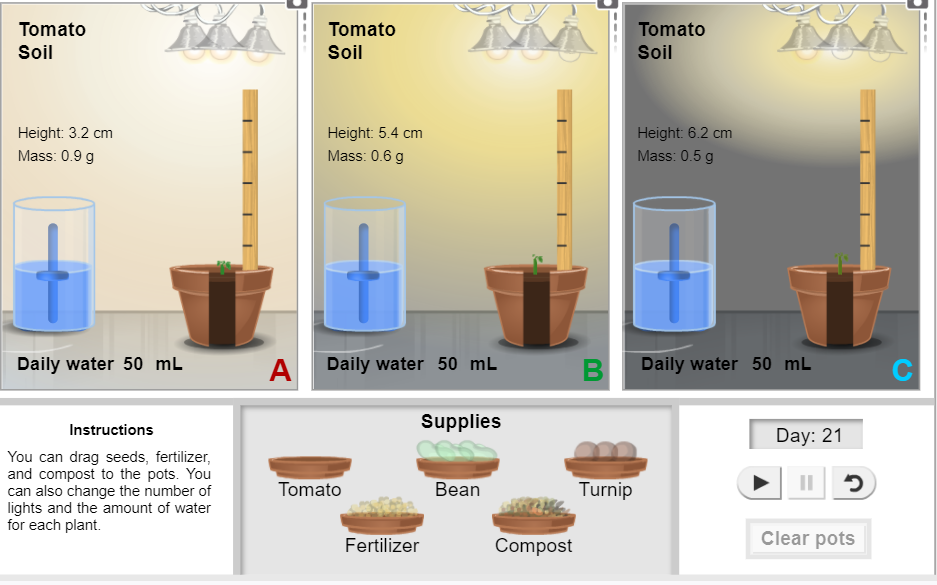 Tomato
Soil
Height: 3.2 cm
Mass: 0.9 g
Daily water 50 mL
A
Tomato
Soil
Height: 5.4 cm
Mass: 0.6 g
Daily water 50 mL
B
Tomato
Soil
Height: 6.2 cm
Mass: 0.5 g
Daily water 50 mL
C
Instructions
You can drag seeds, fertilizer,
and compost to the pots. You
can also change the number of
lights and the amount of water
for each plant.
Supplies
Tomato
Bean
Turnip
Fertilizer
Compost
Day: 21
Clear pots